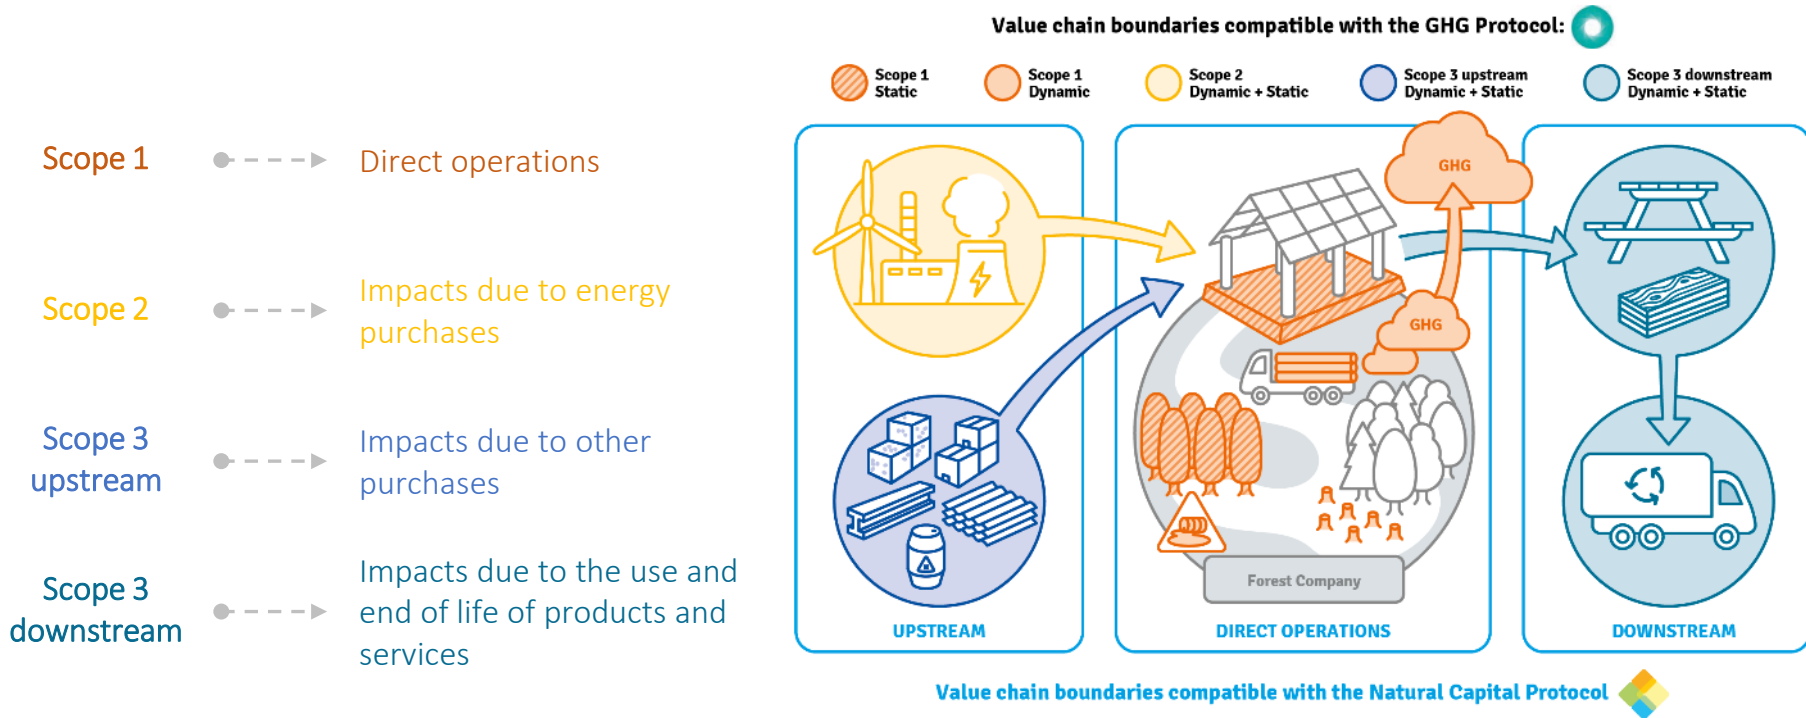 Value chain boundaries compatible with the GHG Protocol:
Scope 1
Static
Scope 1
Dynamic
Scope 2
Dynamic + Static
Scope 3 upstream
Dynamic + Static
Scope 3 downstream
Dynamic + Static
Scope 1
Direct operations
Scope 2
Impacts due to energy
purchases
Scope 3
upstream
Impacts due to other
purchases
Scope 3
downstream
Impacts due to the use and
end of life of products and
services
GHG
GHG
Forest Company
UPSTREAM
DIRECT OPERATIONS
DOWNSTREAM
Value chain boundaries compatible with the Natural Capital Protocol